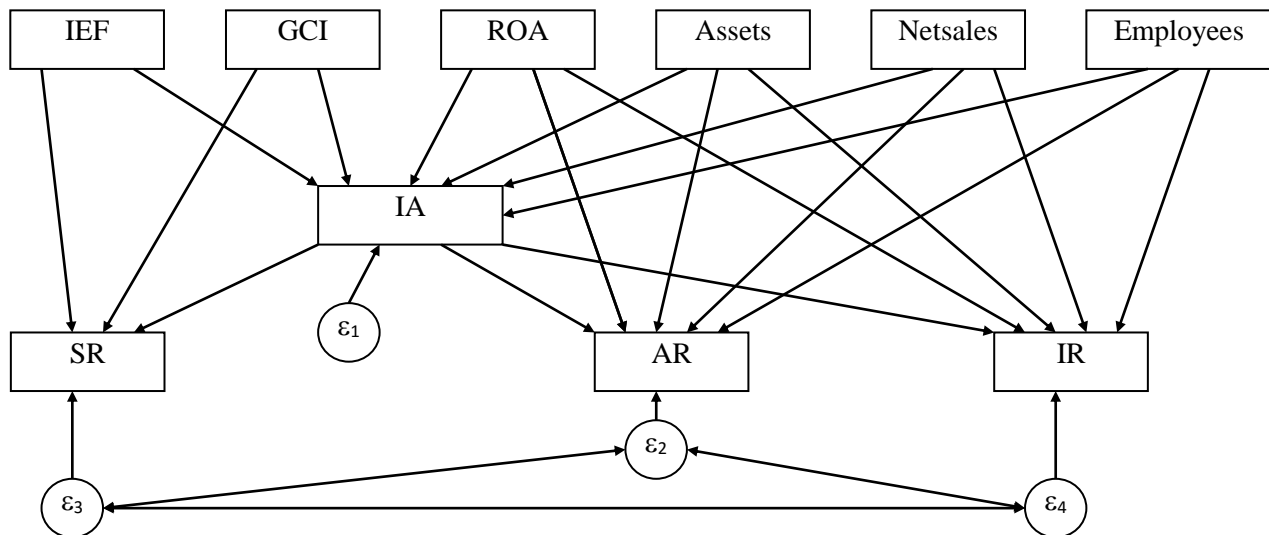 IEF
GCI
ROA
Assets
Netsales
Employees
IA
ε1
SR
AR
IR
ε2
ε3
ε4